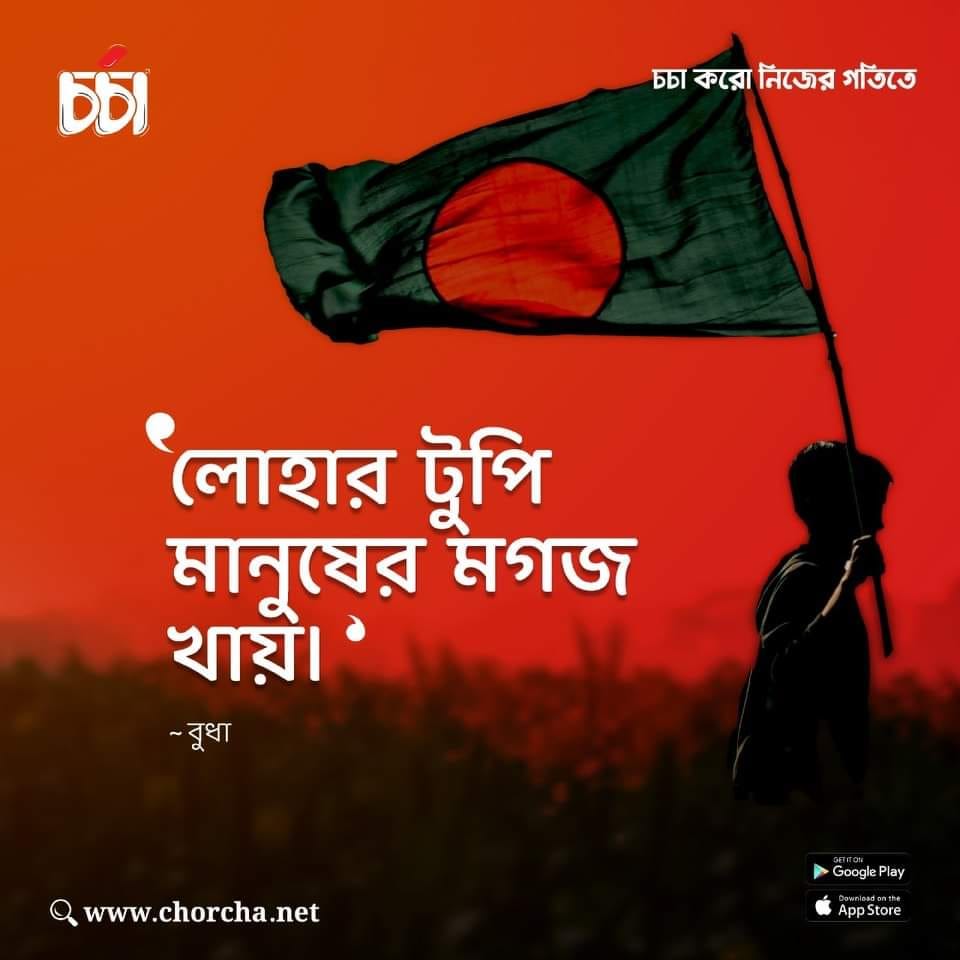 চর্চা
চর্চা করো নিজের গতিতে
‘লোহার টুপি
মানুষের মগজ
খায়। ’
~ বুধা
www.chorcha.net
GET IT ON
Google Play
Download on the
App Store